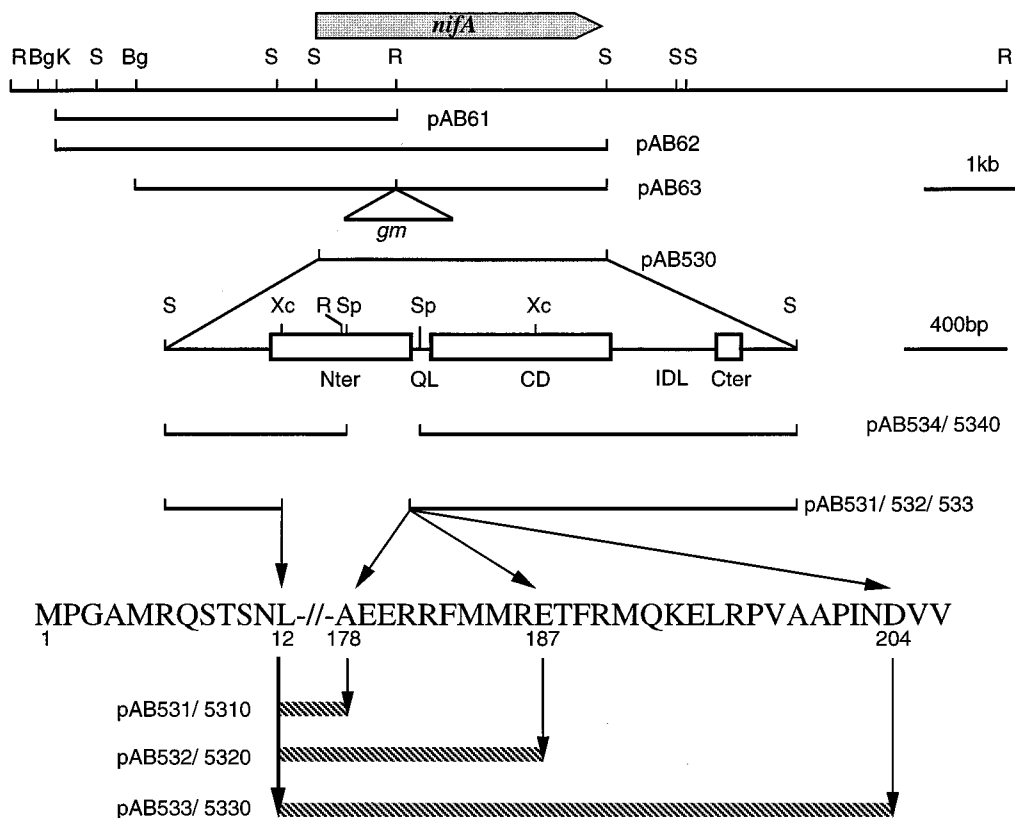 nifA
R Bg K S Bg S S R S S S R
pAB61
pAB62
1kb
pAB63
gm
pAB530
S Xc R Sp Sp Xc S
400bp
Nter QL CD IDL Cter
pAB534/ 5340
pAB531/ 532/ 533
MPGAMRQSTSNL-//-AEERRFMMRETFRMQKELRPVAAPINDVV
1 12 178 187 204
pAB531/ 5310
pAB532/ 5320
pAB533/ 5330